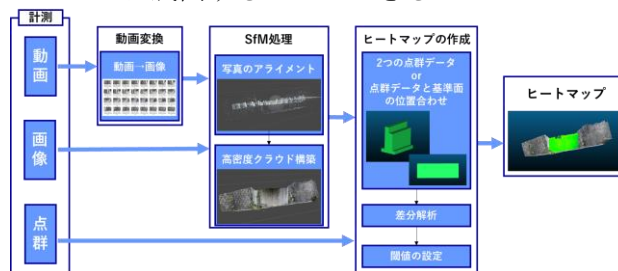 計測
動画
画像
点群
動画変換
動画→画像
SfM処理
写真のアライメント
高密度クラウド構築
ヒートマップの作成
2つの点群データ
or
点群データと基準面
の位置合わせ
差分解析
閾値の設定
ヒートマップ